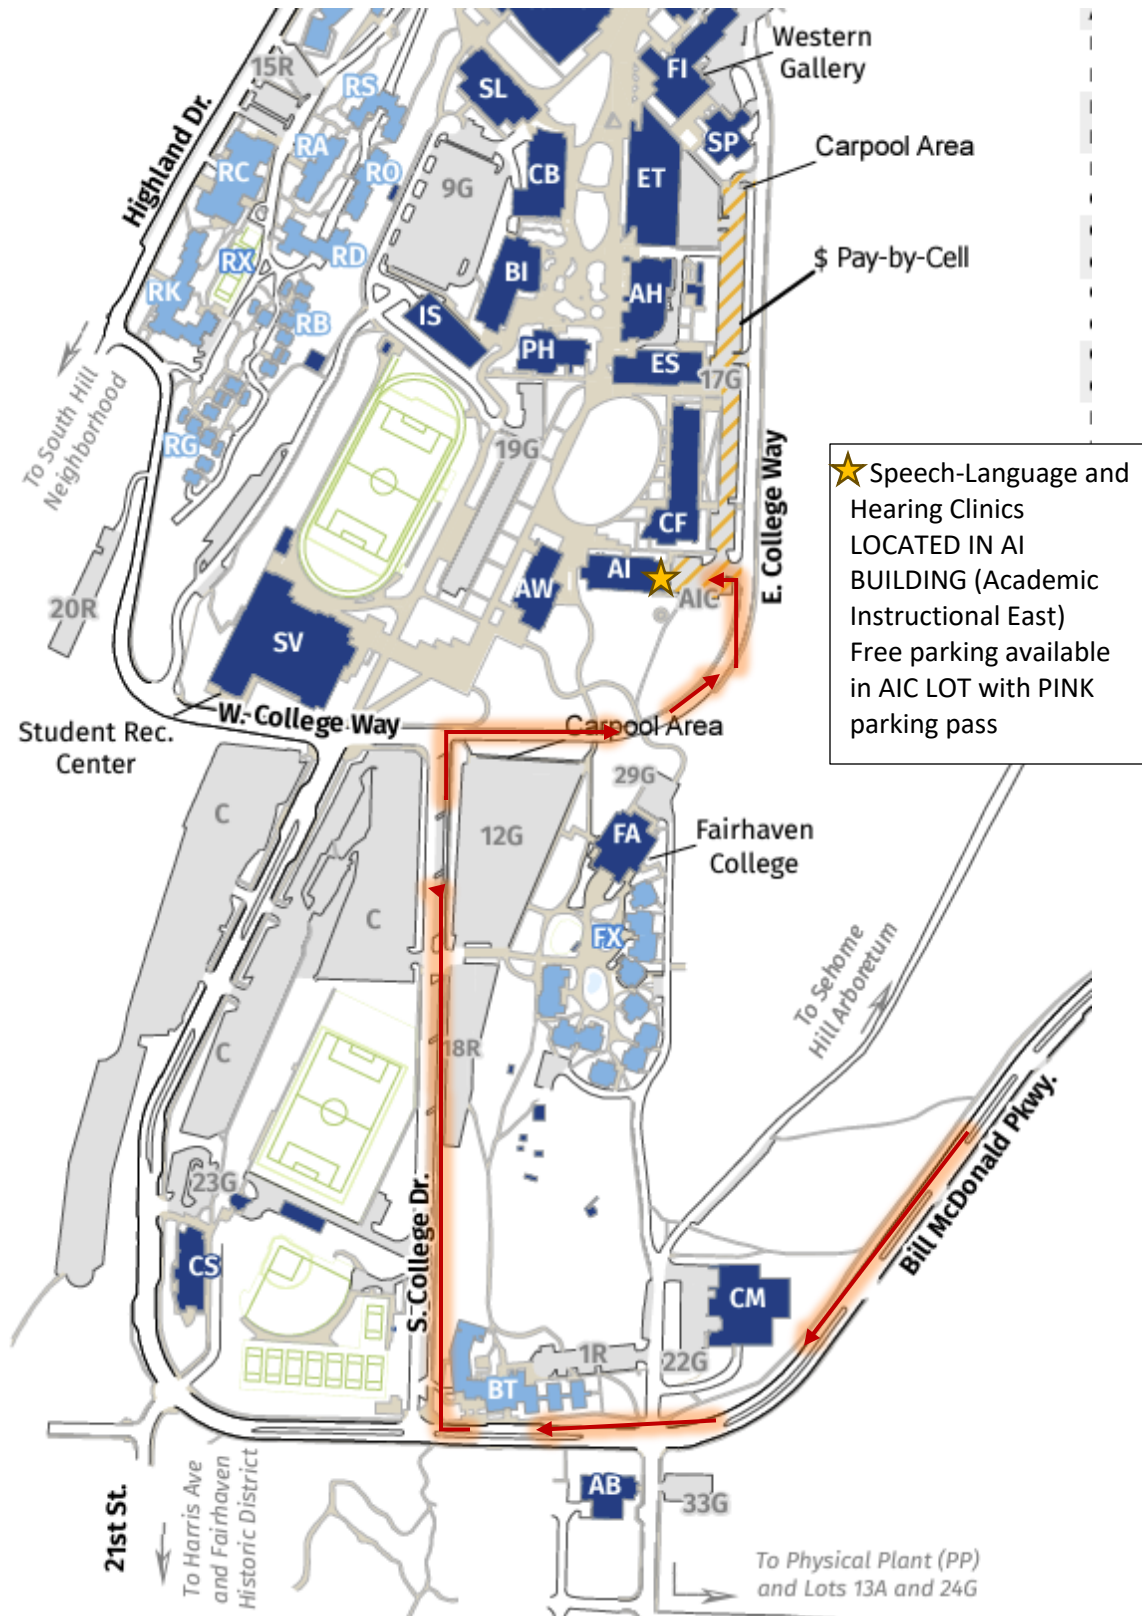 Western
Gallery
FI
15R
RS
SL
SP
Highland Dr.
RA
RC
RO
9G
CB
ET
Carpool Area
RX
RD
BI
$ Pay-by-Cell
RK
RB
IS
AH
PH
ES
17G
To South Hill
Neighborhood
RG
19G
E. College Way
CF
Speech-Language and
Hearing Clinics
LOCATED IN AI
BUILDING (Academic
Instructional East)
Free parking available
in AIC LOT with PINK
parking pass
AI
AW
AIC
20R
SV
W. College Way
Student Rec.
Center
Carpool Area
29G
C
12G
FA
Fairhaven
College
C
FX
To Sehome
Hill Arboretum
C
18R
Bill McDonald Pkwy.
23G
S. College Dr.
CS
CM
1R
22G
BT
AB
33G
21st St.
To Harris Ave
and Fairhaven
Historic District
To Physical Plant (PP)
and Lots 13A and 24G